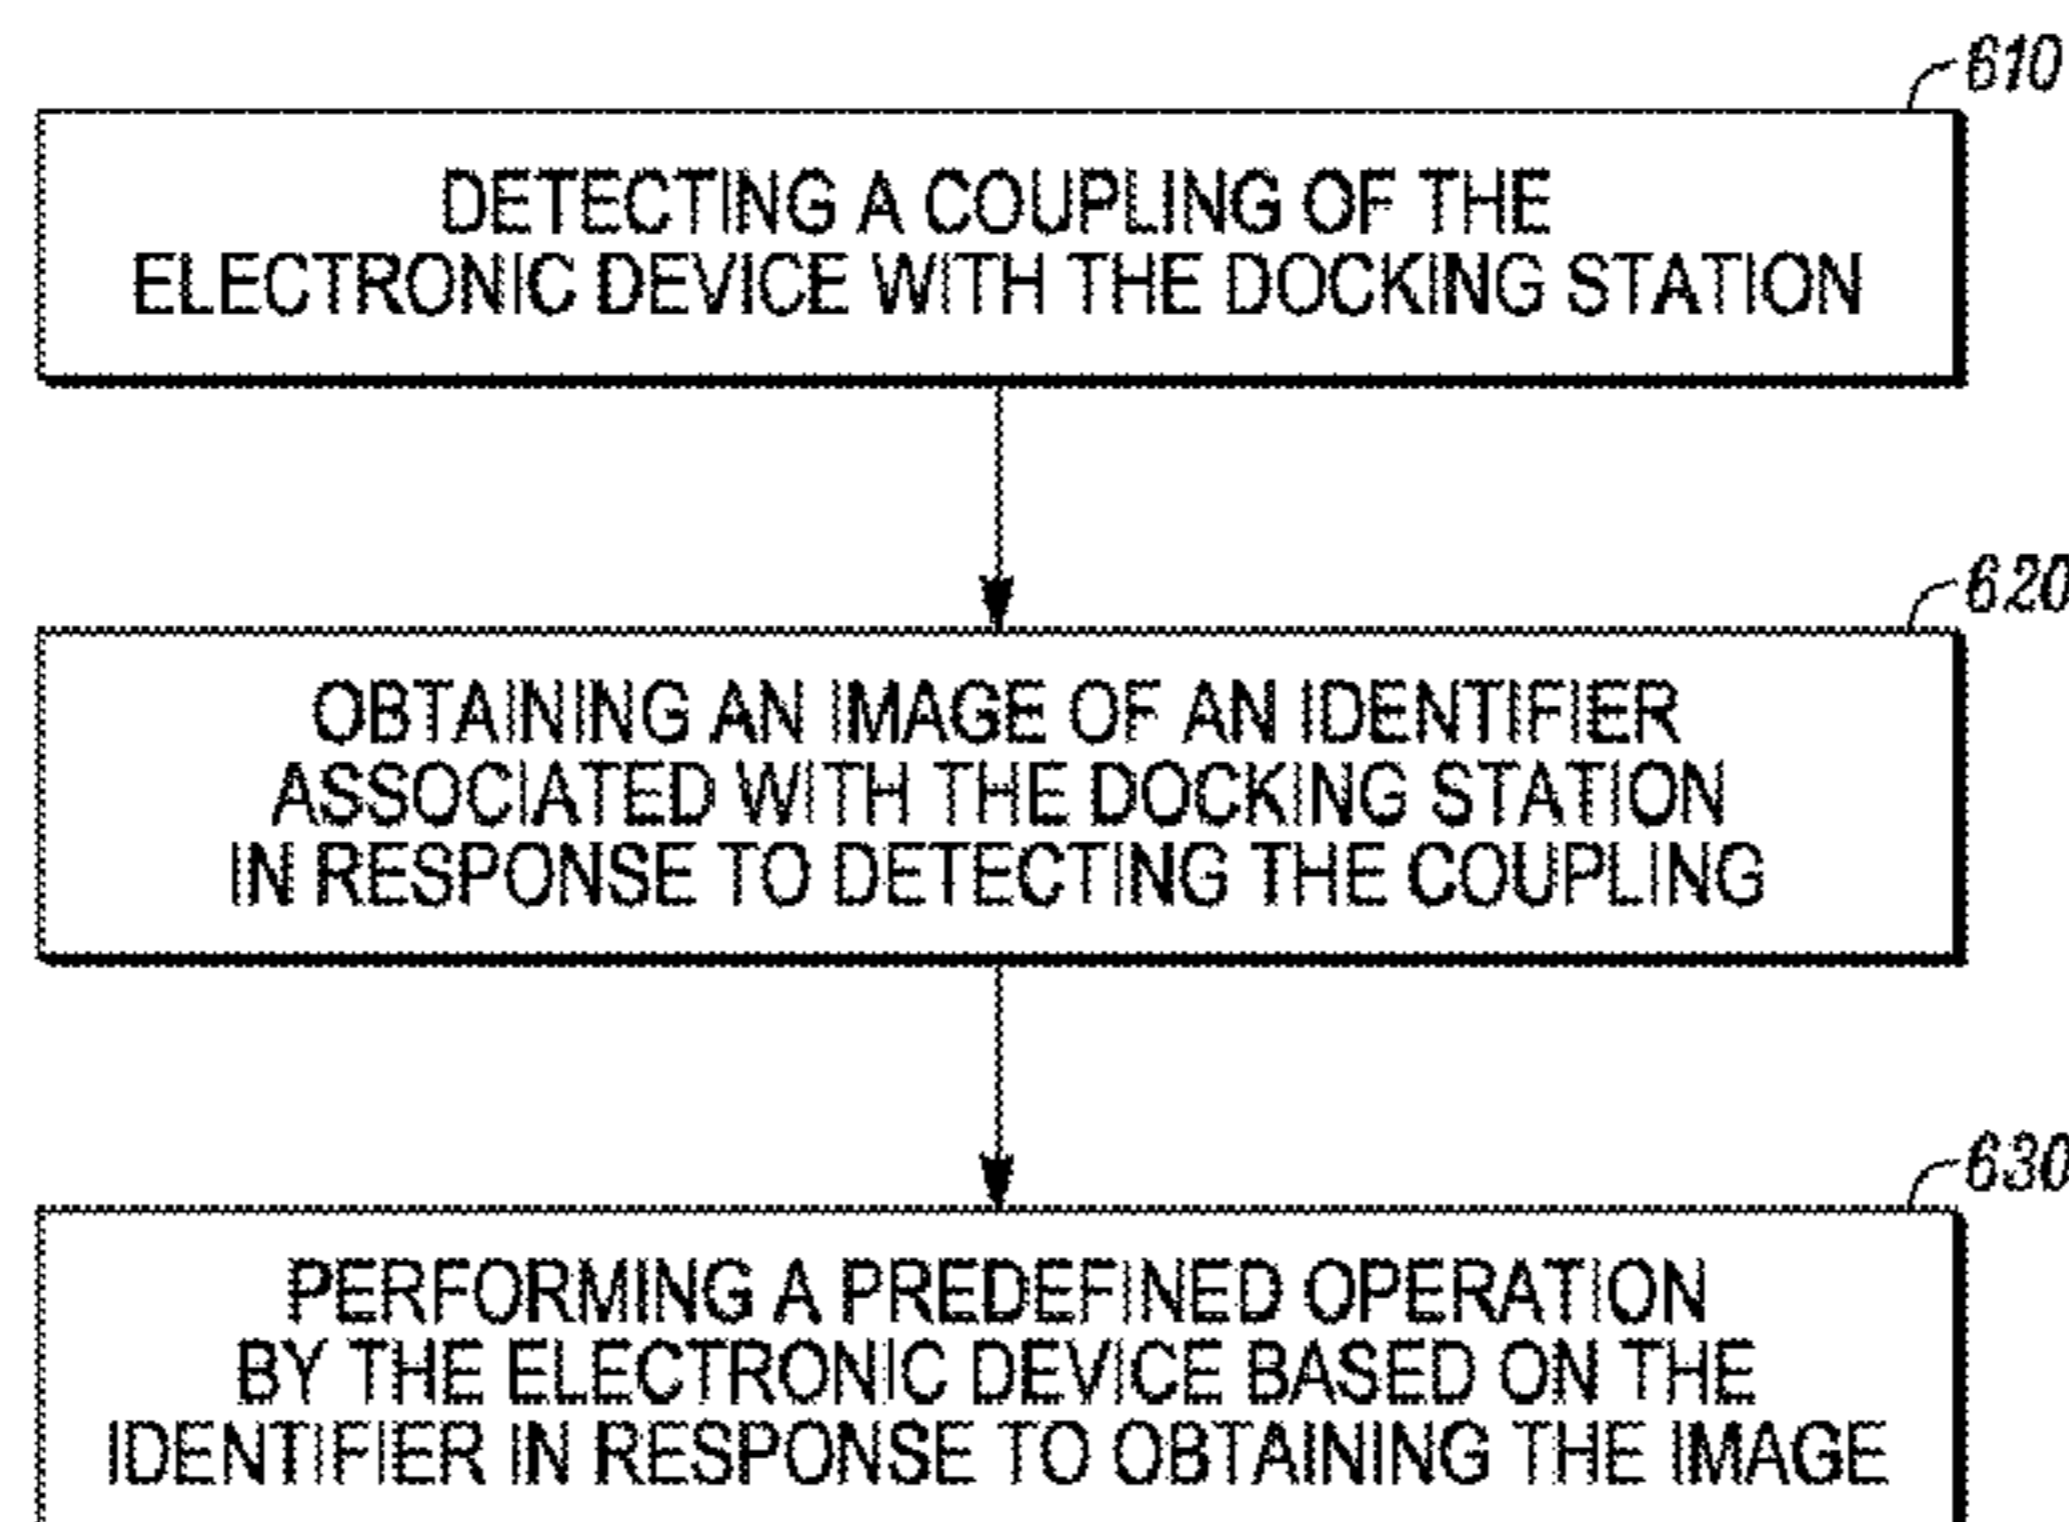 610
DETECTING A COUPLING OF THE
ELECTRONIC DEVICE WITH THE DOCKING STATION
620
OBTAINING AN IMAGE OF AN IDENTIFIER
ASSOCIATED WITH THE DOCKING STATION
IN RESPONSE TO DETECTING THE COUPLING
630
PERFORMING A PREDEFINED OPERATION
BY THE ELECTRONIC DEVICE BASED ON THE
IDENTIFIER IN RESPONSE TO OBTAINING THE IMAGE